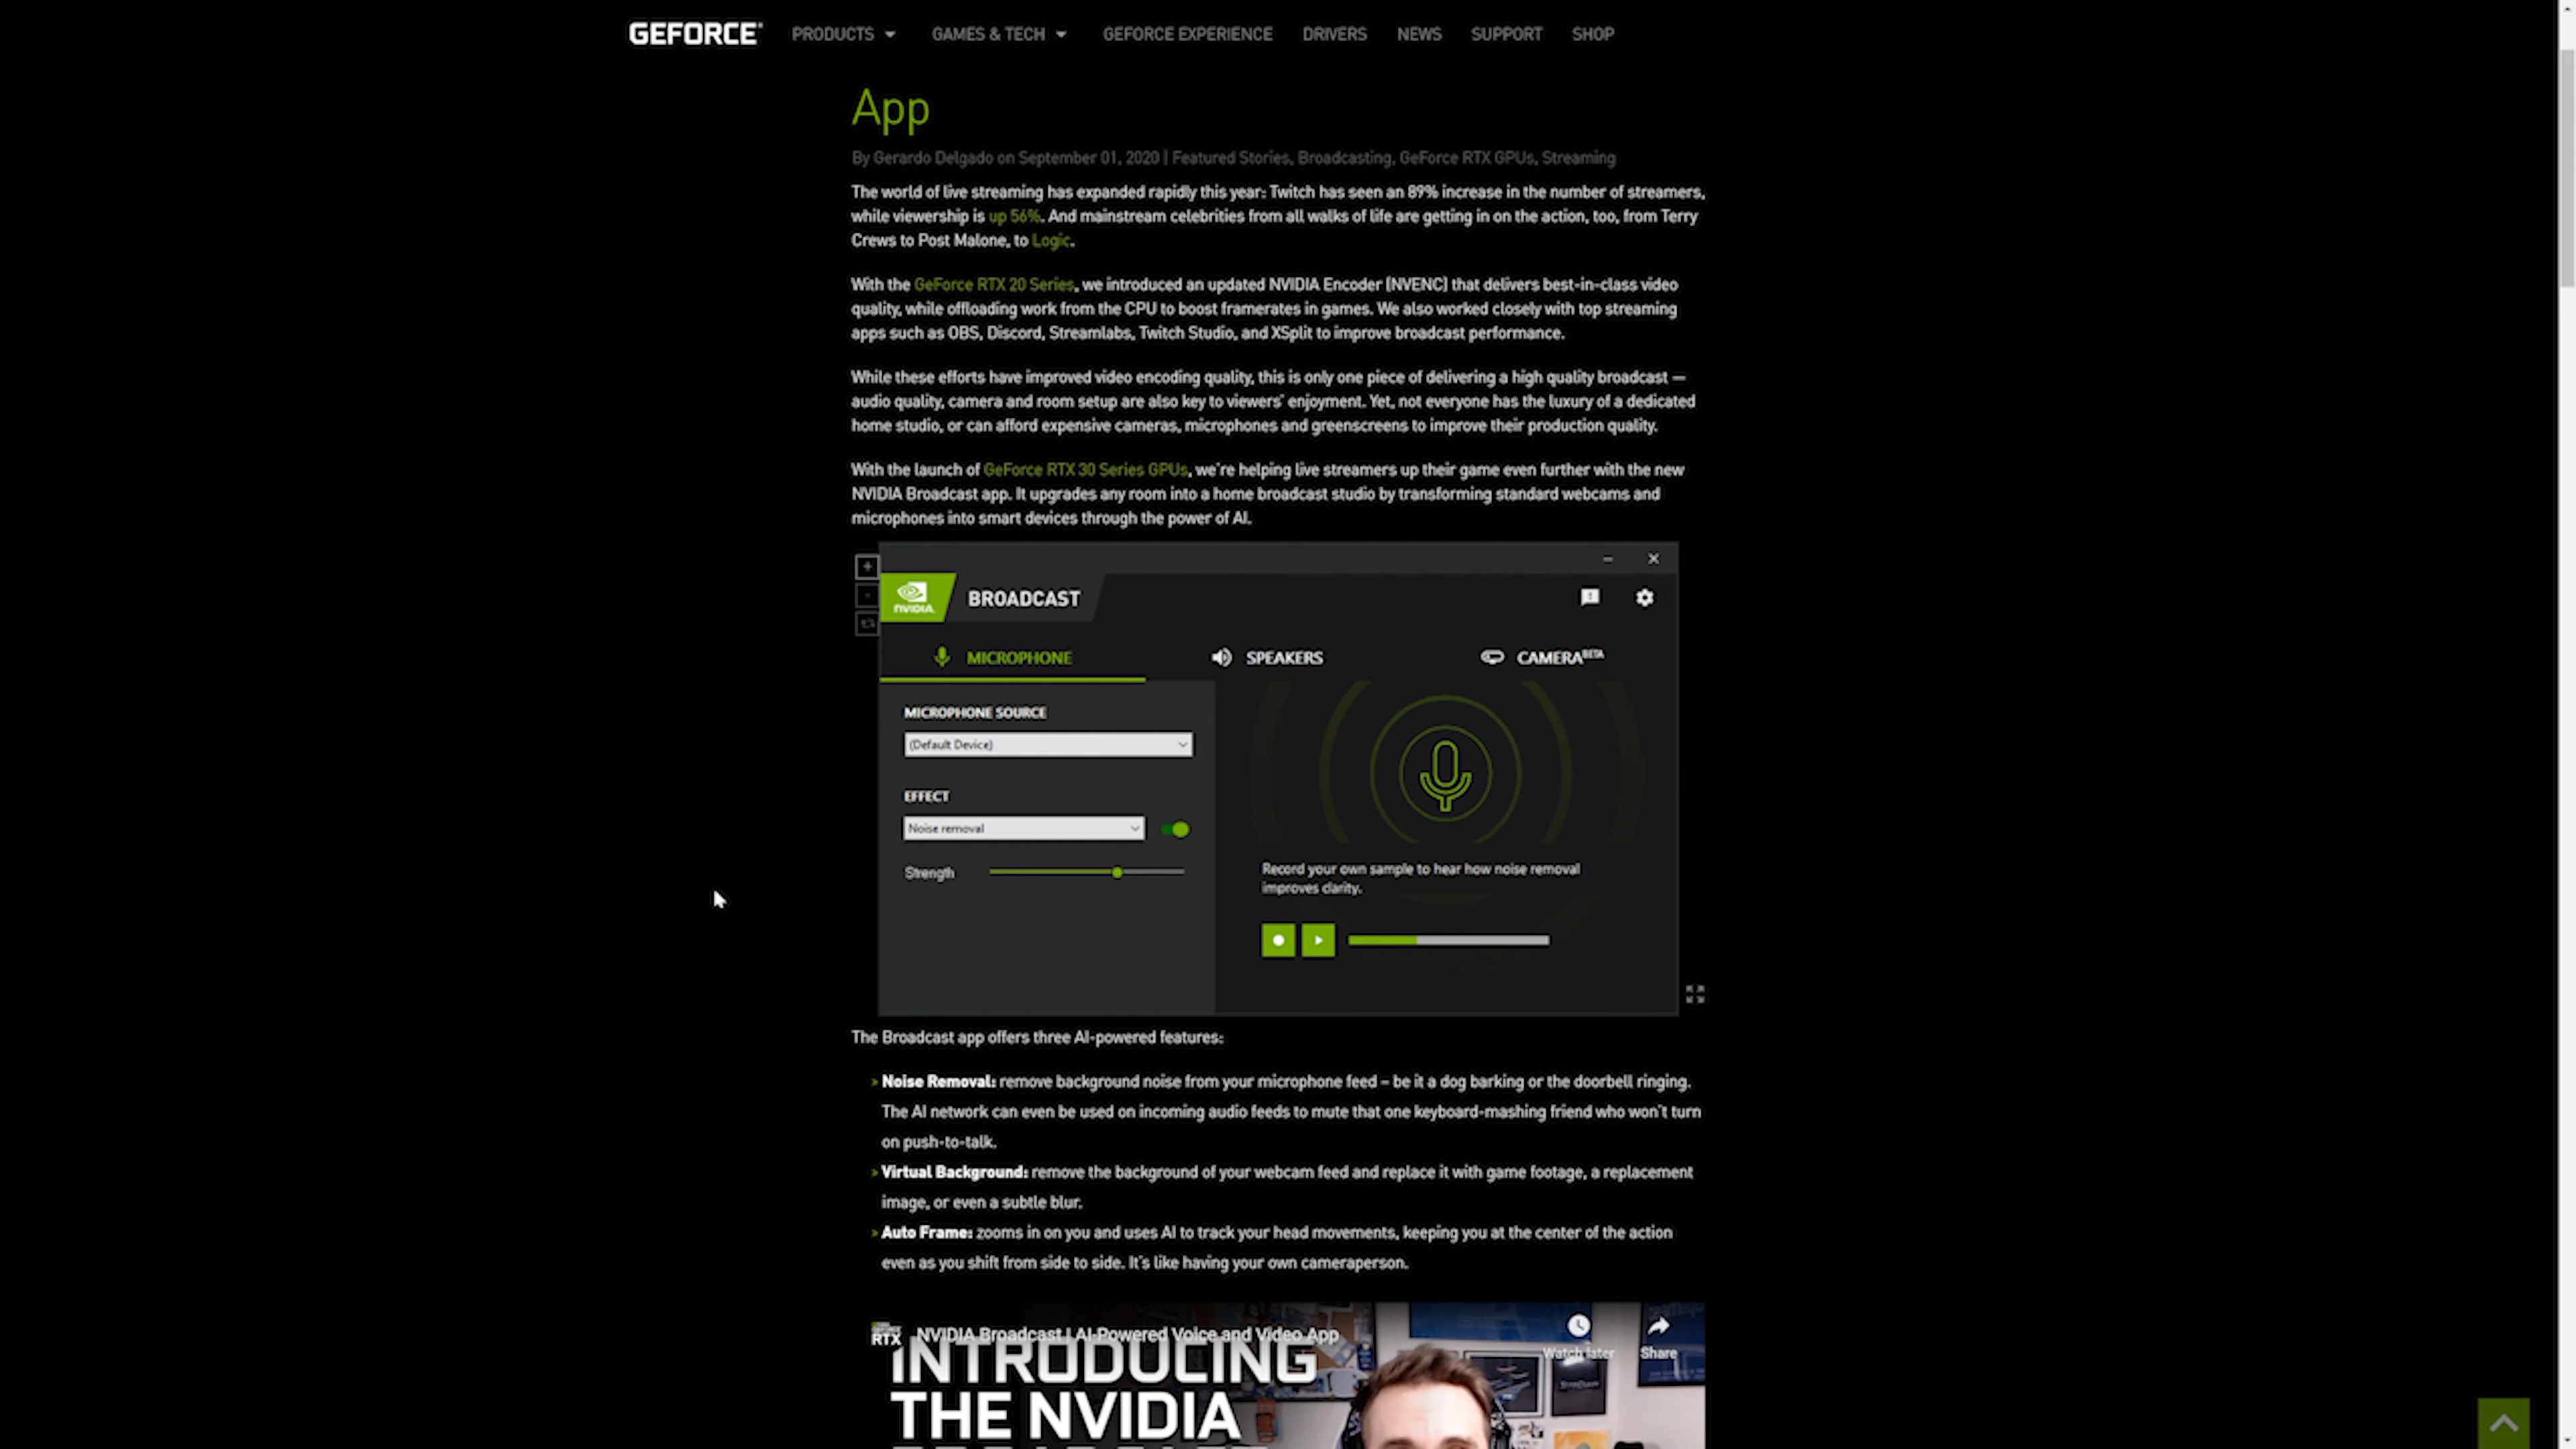 GEFORCE PRODUCTS GAMES & TECH GEFORCE EXPERIENCE DRIVERS NEWS SUPPORT SHOP
App
By Gerardo Delgado on September 01, 2020 | Featured Stories, Broadcasting, GeForce RTX GPUs, Streaming
The world of live streaming has expanded rapidly this year: Twitch has seen an 89% increase in the number of streamers,
while viewership is up 56%. And mainstream celebrities from all walks of life are getting in on the action, too, from Terry
Crews to Post Malone, to Logic.
With the GeForce RTX 20 Series, we introduced an updated NVIDIA Encoder (NVENC) that delivers best-in-class video
quality, while offloading work from the CPU to boost framerates in games. We also worked closely with top streaming
apps such as OBS, Discord, Streamlabs, Twitch Studio, and XSplit to improve broadcast performance.
While these efforts have improved video encoding quality, this is only one piece of delivering a high quality broadcast —
audio quality, camera and room setup are also key to viewers' enjoyment. Yet, not everyone has the luxury of a dedicated
home studio, or can afford expensive cameras, microphones and greenscreens to improve their production quality.
With the launch of GeForce RTX 30 Series GPUs, we're helping live streamers up their game even further with the new
NVIDIA Broadcast app. It upgrades any room into a home broadcast studio by transforming standard webcams and
microphones into smart devices through the power of AI.
NVIDIA BROADCAST
MICROPHONE SPEAKERS CAMERA BETA
MICROPHONE SOURCE
(Default Device)
EFFECT
Noise removal
Strength
Record your own sample to hear how noise removal
improves clarity.
The Broadcast app offers three AI-powered features:
» Noise Removal: remove background noise from your microphone feed – be it a dog barking or the doorbell ringing.
The AI network can even be used on incoming audio feeds to mute that one keyboard-mashing friend who won't turn
on push-to-talk.
» Virtual Background: remove the background of your webcam feed and replace it with game footage, a replacement
image, or even a subtle blur.
» Auto Frame: zooms in on you and uses AI to track your head movements, keeping you at the center of the action
even as you shift from side to side. It's like having your own cameraperson.
RTX NVIDIA Broadcast | AI-Powered Voice and Video App
Watch later Share
INTRODUCING
THE NVIDIA